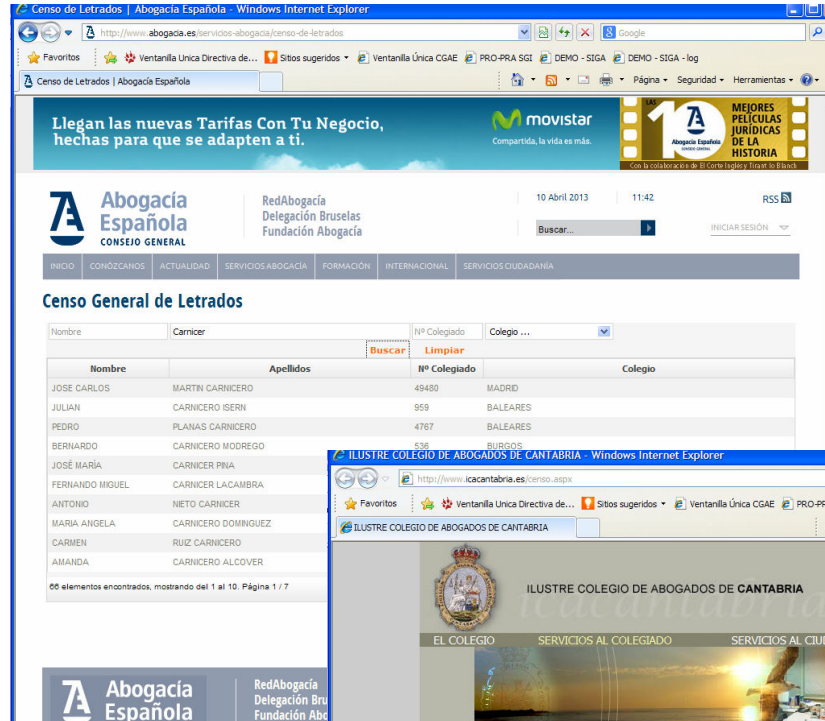 Censo de Letrados | Abogacía Española - Windows Internet Explorer
http://www.abogacia.es/servicios-abogacia/censo-de-letrados
Google
Favoritos Ventanilla Unica Directiva de... Sitios sugeridos Ventanilla Única CGAE PRO-PRA SGI DEMO - SIGA DEMO - SIGA - log
Censo de Letrados | Abogacía Española
Página Seguridad Herramientas
Llegan las nuevas Tarifas Con Tu Negocio,
hechas para que se adapten a ti.
movistar
Compartida, la vida es más.
LAS
10
Abogacía Española
CONSEJO GENERAL
MEJORES
PELÍCULAS
JURÍDICAS
DE LA
HISTORIA
Con la colaboración de El Corte Inglés y Tirant lo Blanch
Abogacía
Española
CONSEJO GENERAL
RedAbogacía
Delegación Bruselas
Fundación Abogacía
10 Abril 2013 11:42 RSS
Buscar... INICIAR SESIÓN
INICIO CONÓZCANOS ACTUALIDAD SERVICIOS ABOGACÍA FORMACIÓN INTERNACIONAL SERVICIOS CIUDADANÍA
Censo General de Letrados
Nombre Carnicer Nº Colegiado Colegio ...
Buscar Limpiar
Nombre Apellidos Nº Colegiado Colegio
JOSE CARLOS MARTIN CARNICERO 49480 MADRID
JULIAN CARNICERO ISERN 959 BALEARES
PEDRO PLANAS CARNICERO 4767 BALEARES
BERNARDO CARNICERO MODREGO 536 BURGOS
JOSÉ MARÍA CARNICER PINA
FERNANDO MIGUEL CARNICER LACAMBRA
ANTONIO NIETO CARNICER
MARIA ANGELA CARNICERO DOMINGUEZ
CARMEN RUIZ CARNICERO
AMANDA CARNICERO ALCOVER
66 elementos encontrados, mostrando del 1 al 10. Página 1 / 7
Abogacía
Española
RedAbogacía
Delegación Bru
Fundación Abo
ILUSTRE COLEGIO DE ABOGADOS DE CANTABRIA - Windows Internet Explorer
http://www.icacantabria.es/censo.aspx
Favoritos Ventanilla Unica Directiva de... Sitios sugeridos Ventanilla Única CGAE PRO-PR
ILUSTRE COLEGIO DE ABOGADOS DE CANTABRIA
ILUSTRE COLEGIO DE ABOGADOS DE CANTABRIA
icacantabria
EL COLEGIO SERVICIOS AL COLEGIADO SERVICIOS AL CIU